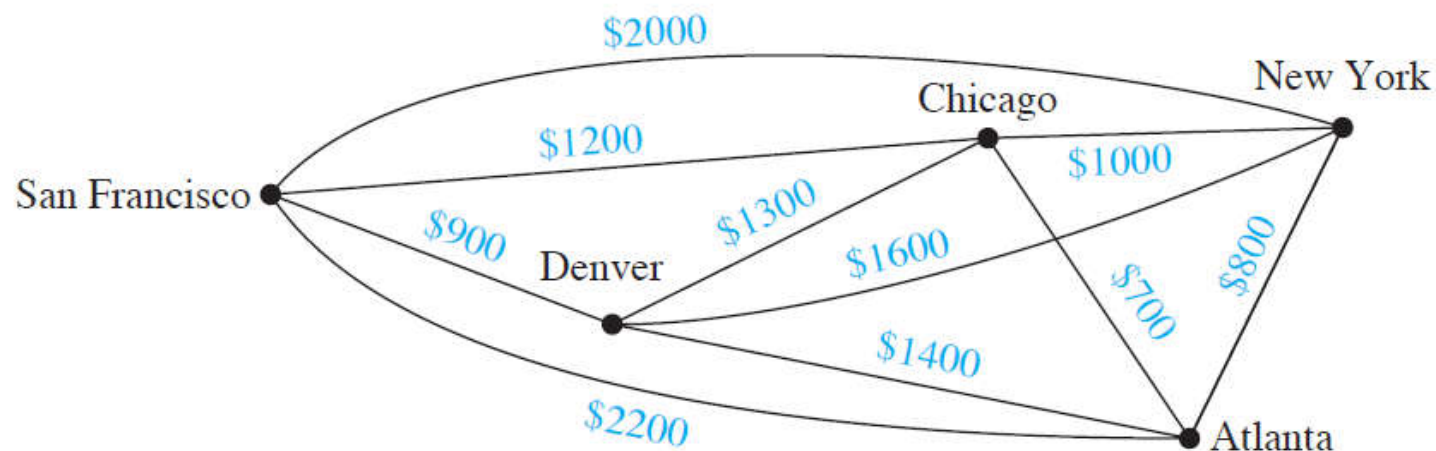 $2000
New York
Chicago
$1200
$1000
San Francisco
$1300
$900
Denver
$1600
$800
$700
$1400
$2200
Atlanta